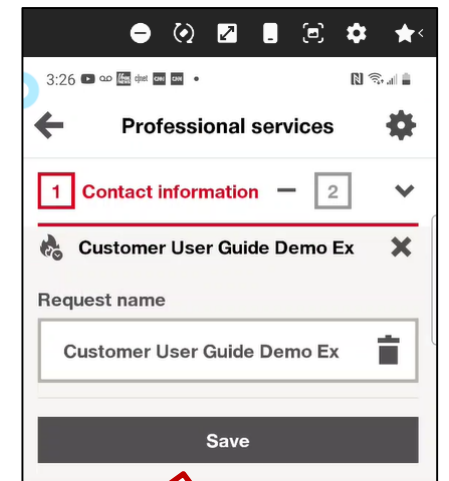 3:26
Professional services
1 Contact information 2
Customer User Guide Demo Ex
Request name
Customer User Guide Demo Ex
Save